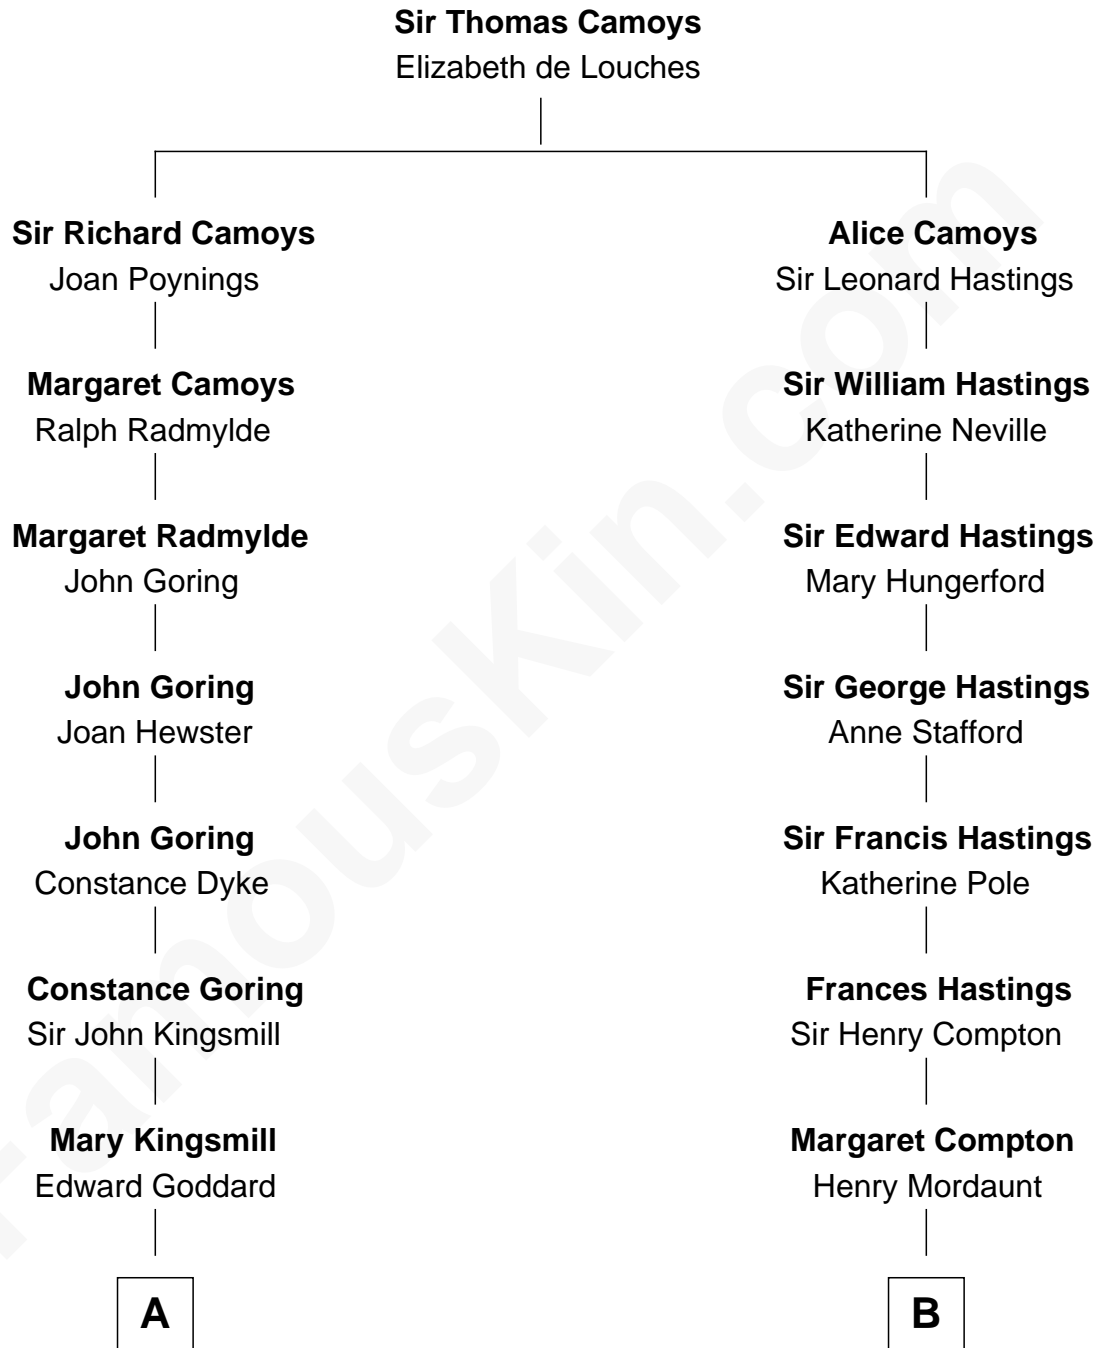 Sir Thomas Camoys
Elizabeth de Louches
Sir Richard Camoys
Joan Poynings
Alice Camoys
Sir Leonard Hastings
Margaret Camoys
Ralph Radmylde
Sir William Hastings
Katherine Neville
Margaret Radmylde
John Goring
Sir Edward Hastings
Mary Hungerford
John Goring
Joan Hewster
Sir George Hastings
Anne Stafford
John Goring
Constance Dyke
Sir Francis Hastings
Katherine Pole
Constance Goring
Sir John Kingsmill
Frances Hastings
Sir Henry Compton
Mary Kingsmill
Edward Goddard
Margaret Compton
Henry Mordaunt
A
B
FamousKin.com